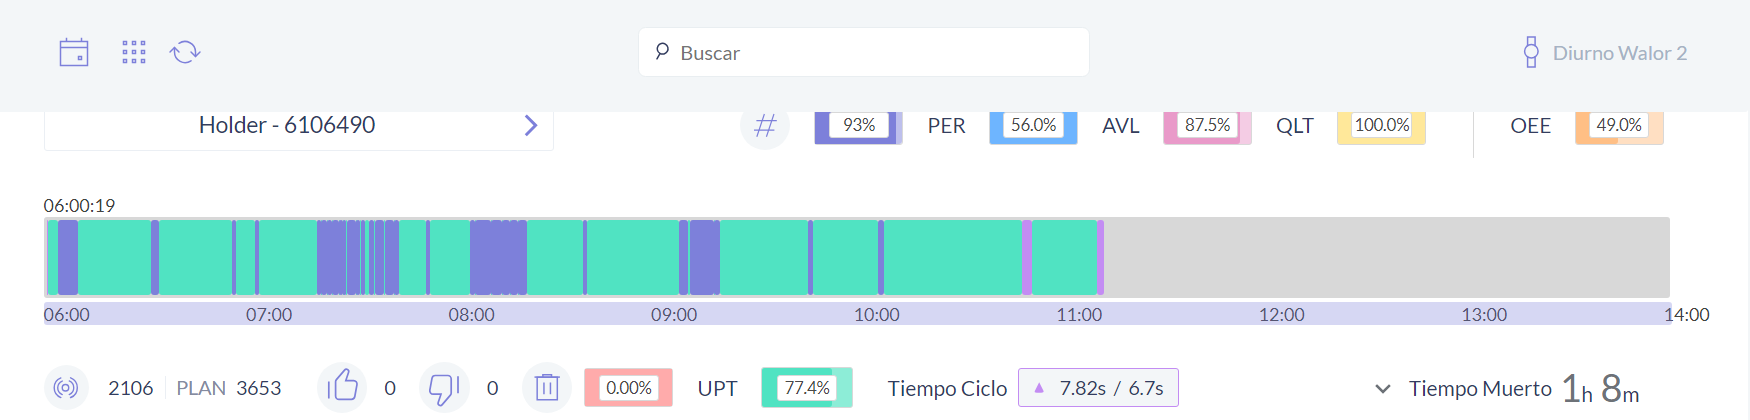 Buscar
Diurno Walor 2
Holder - 6106490
93% PER 56.0% AVL 87.5% QLT 100.0% OEE 49.0%
06:00:19
06:00 07:00 08:00 09:00 10:00 11:00 12:00 13:00 14:00
2106 PLAN 3653 0 0 0.00% UPT 77.4% Tiempo Ciclo 7.82s / 6.7s Tiempo Muerto 1h 8m